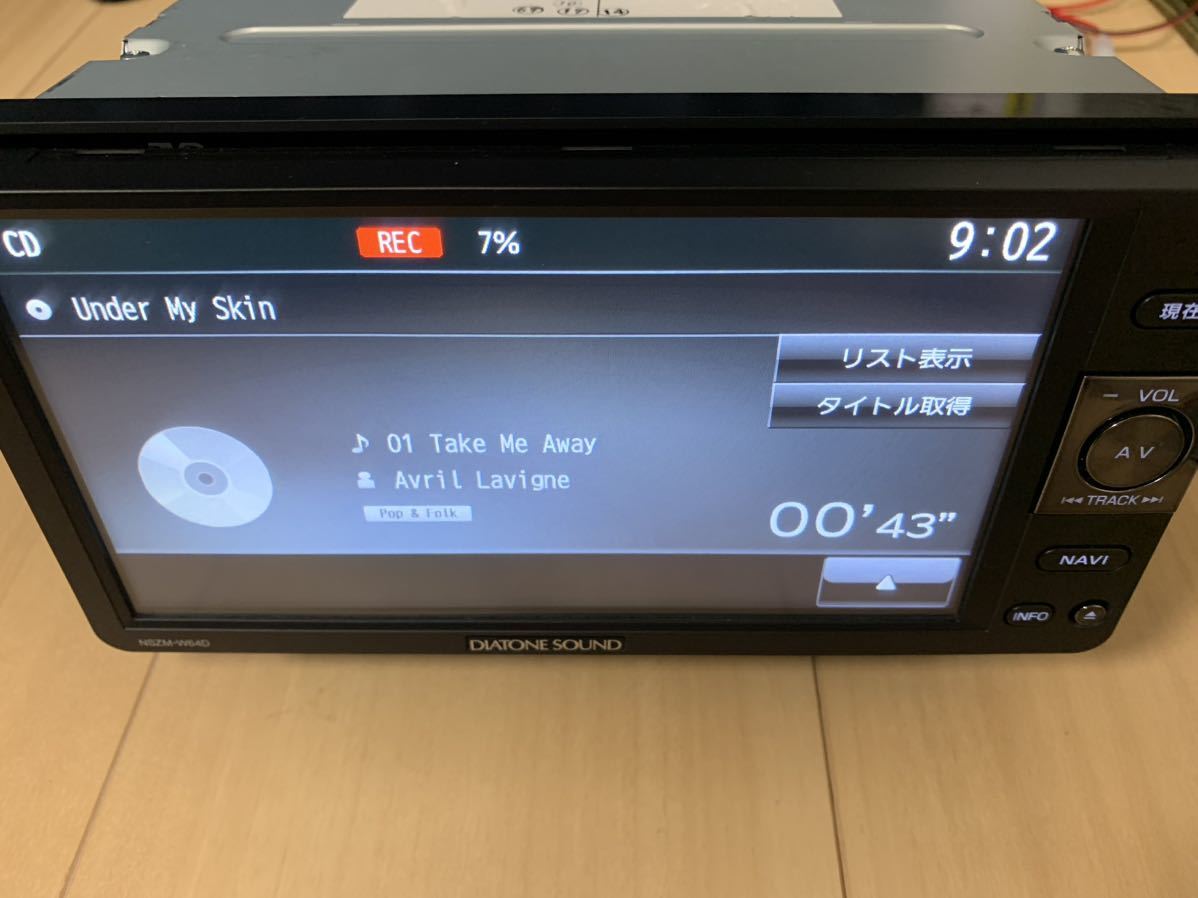 CD REC 7% 9:02
Under My Skin
リスト表示
タイトル取得
01 Take Me Away
Avril Lavigne
Pop & Folk
00'43"
現在
− VOL
AV
TRACK
NAVI
INFO
NSZM-W64D
DIATONE SOUND